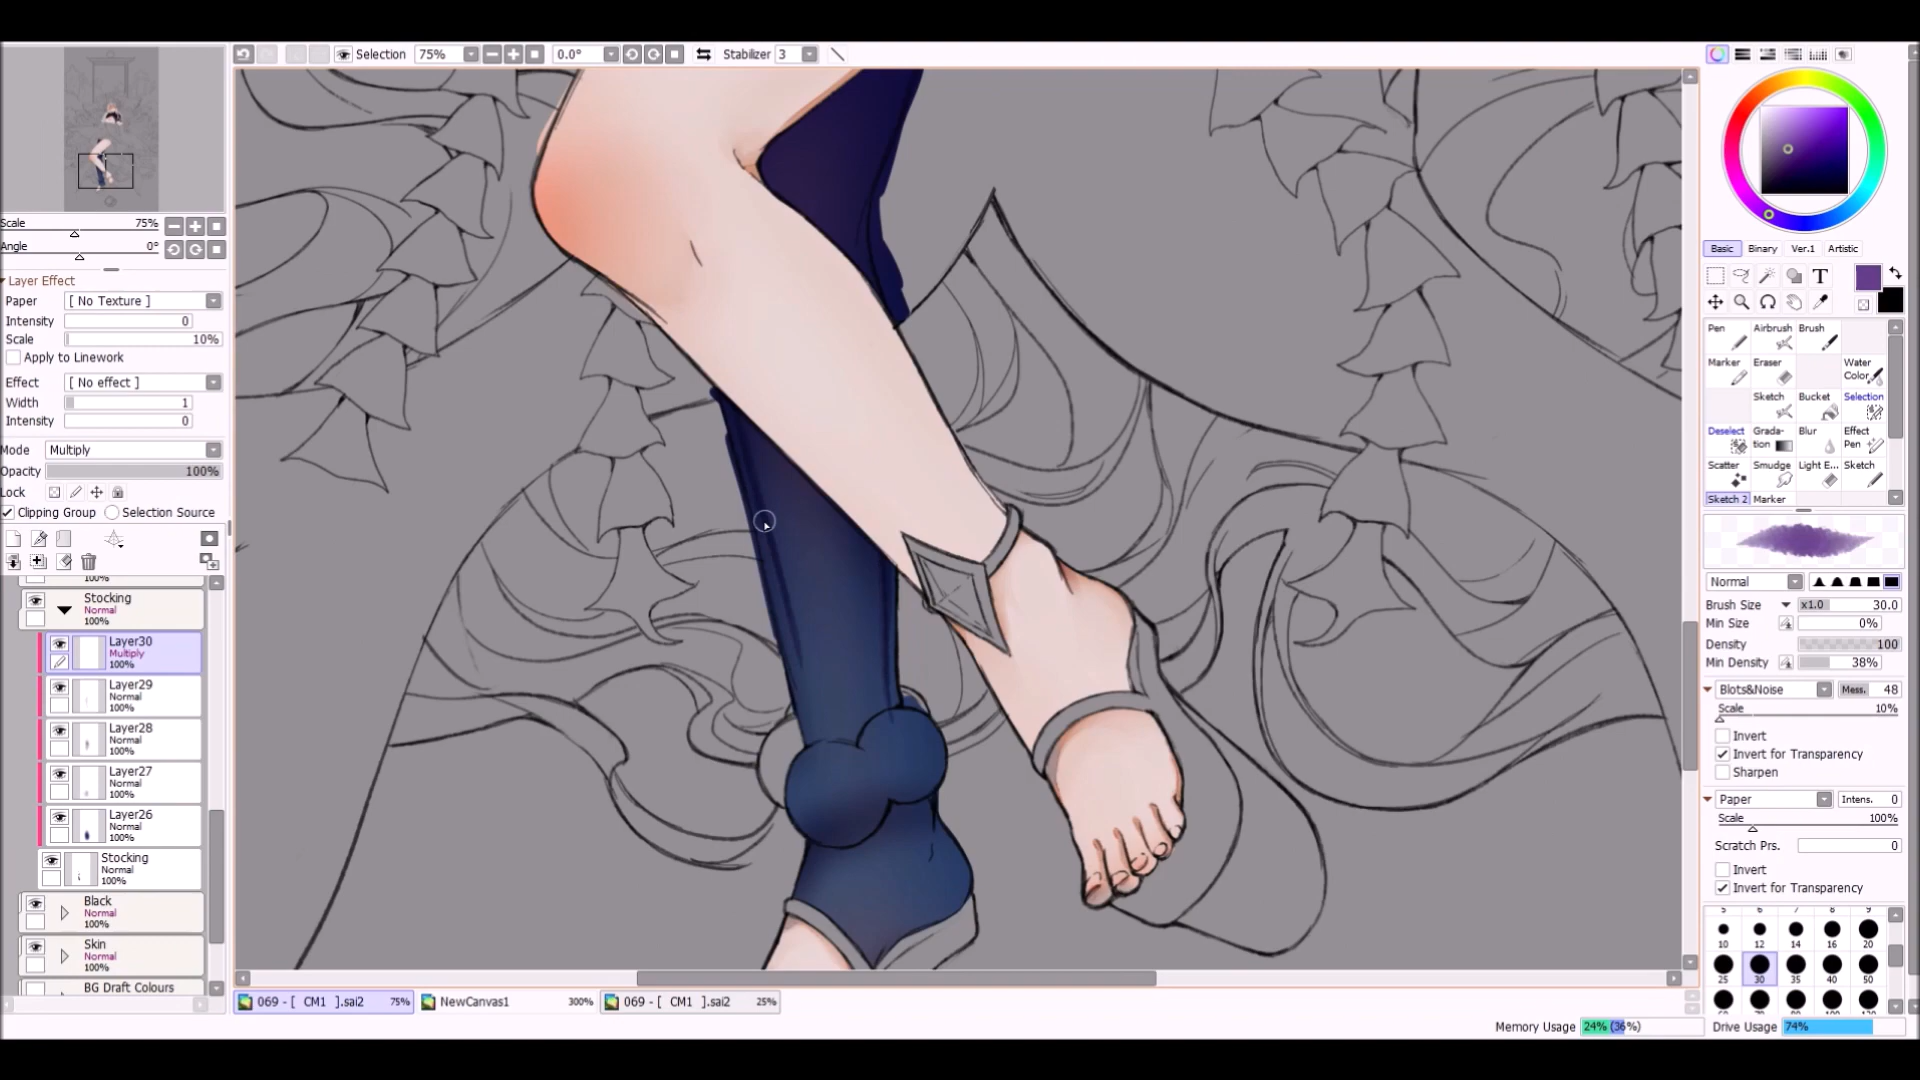 Selection 75% 0.0° Stabilizer 3
Scale 75%
Angle 0°
Layer Effect
Paper [ No Texture ]
Intensity 0
Scale 10%
Apply to Linework
Effect [ No effect ]
Width 1
Intensity 0
Mode Multiply
Opacity 100%
Lock
Clipping Group Selection Source
100%
Stocking
Normal
100%
Layer30
Multiply
100%
Layer29
Normal
100%
Layer28
Normal
100%
Layer27
Normal
100%
Layer26
Normal
100%
Stocking
Normal
100%
Black
Normal
100%
Skin
Normal
100%
BG Draft Colours
069 - [ CM1 ].sai2 75% NewCanvas1 300% 069 - [ CM1 ].sai2 25%
Basic Binary Ver.1 Artistic
T
Pen Airbrush Brush
Marker Eraser Water Color
Sketch Bucket Selection
Deselect Grada-tion Blur Effect Pen
Scatter Smudge Light E... Sketch
Sketch 2 Marker
Normal
Brush Size x1.0 30.0
Min Size 0%
Density 100
Min Density 38%
Blots&Noise Mess. 48
Scale 10%
Invert
Invert for Transparency
Sharpen
Paper Intens. 0
Scale 100%
Scratch Prs. 0
Invert
Invert for Transparency
5 6 7 8 9
10 12 14 16 20
25 30 35 40 50
Memory Usage 24% (36%) Drive Usage 74%